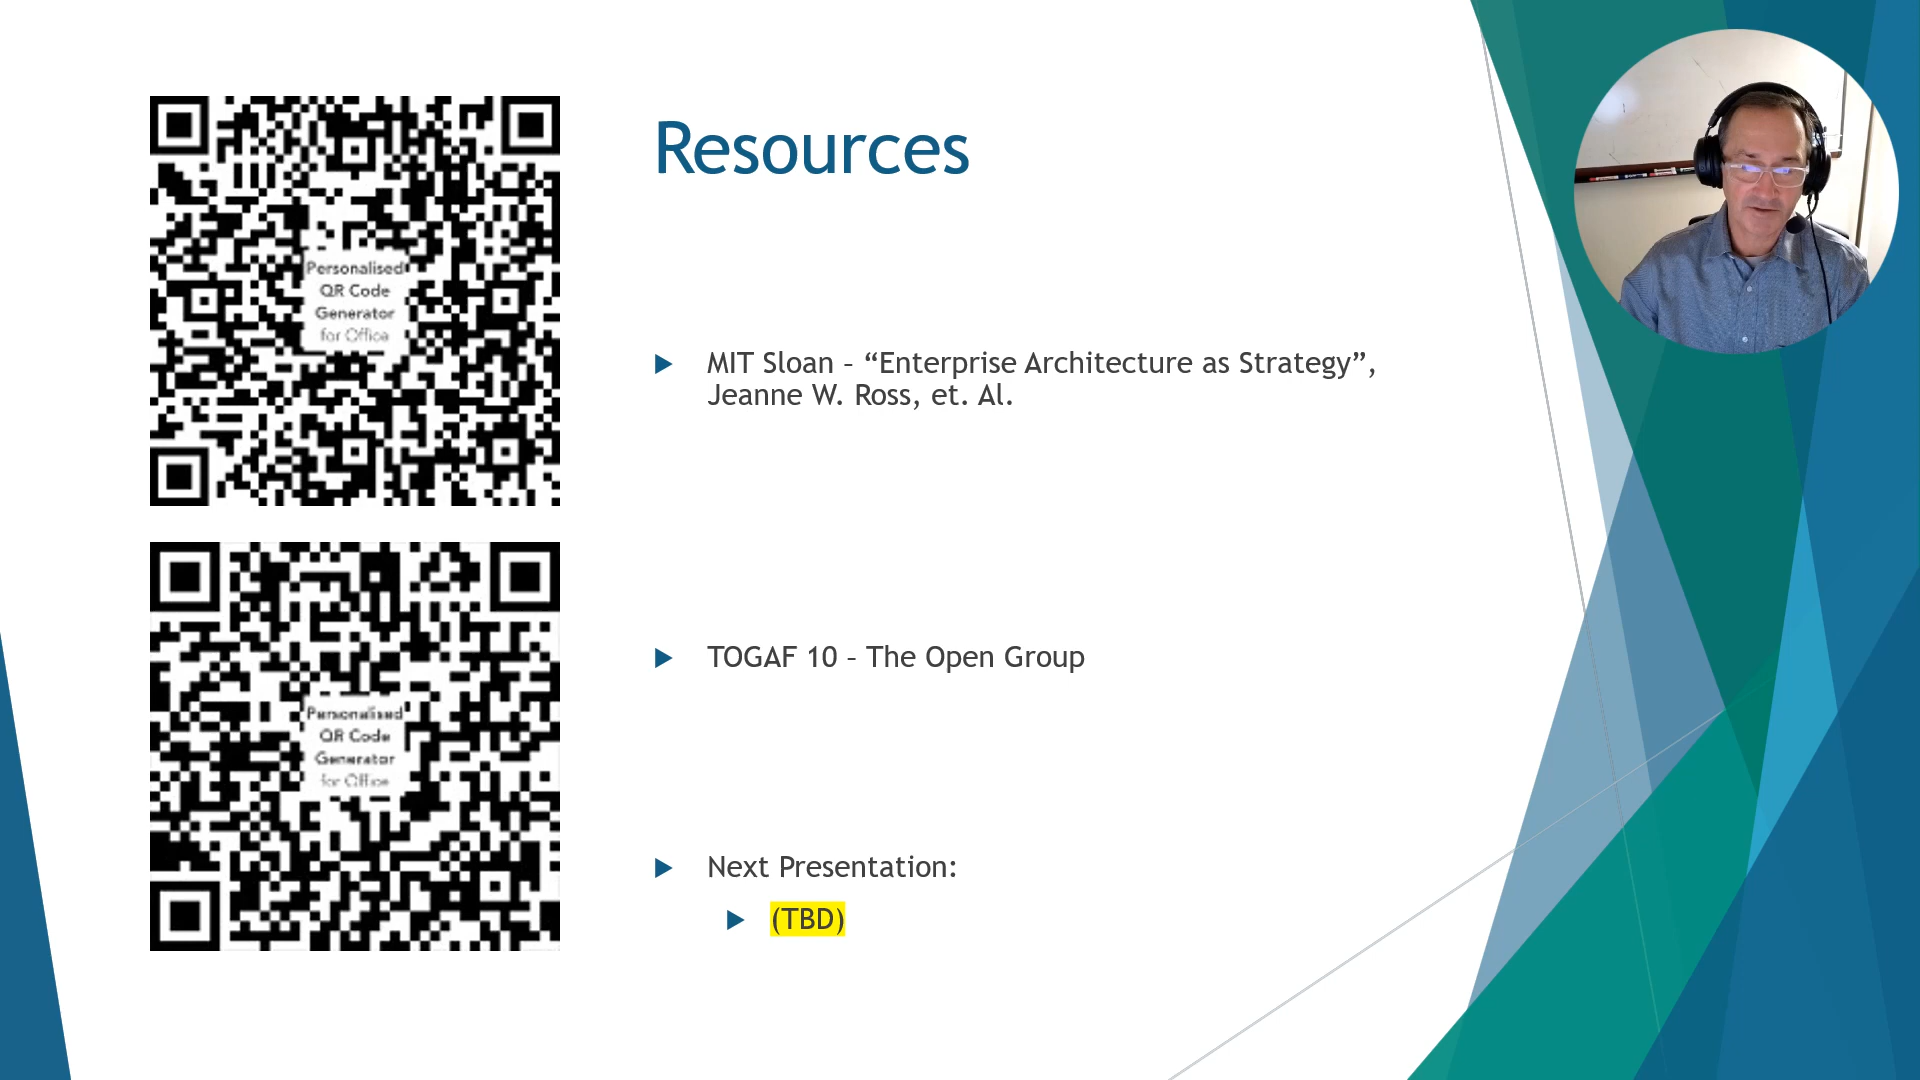 Resources
Personalised
QR Code
Generator
for Office
MIT Sloan – “Enterprise Architecture as Strategy”,
Jeanne W. Ross, et. Al.
Personalised
QR Code
Generator
for Office
TOGAF 10 – The Open Group
Next Presentation:
(TBD)